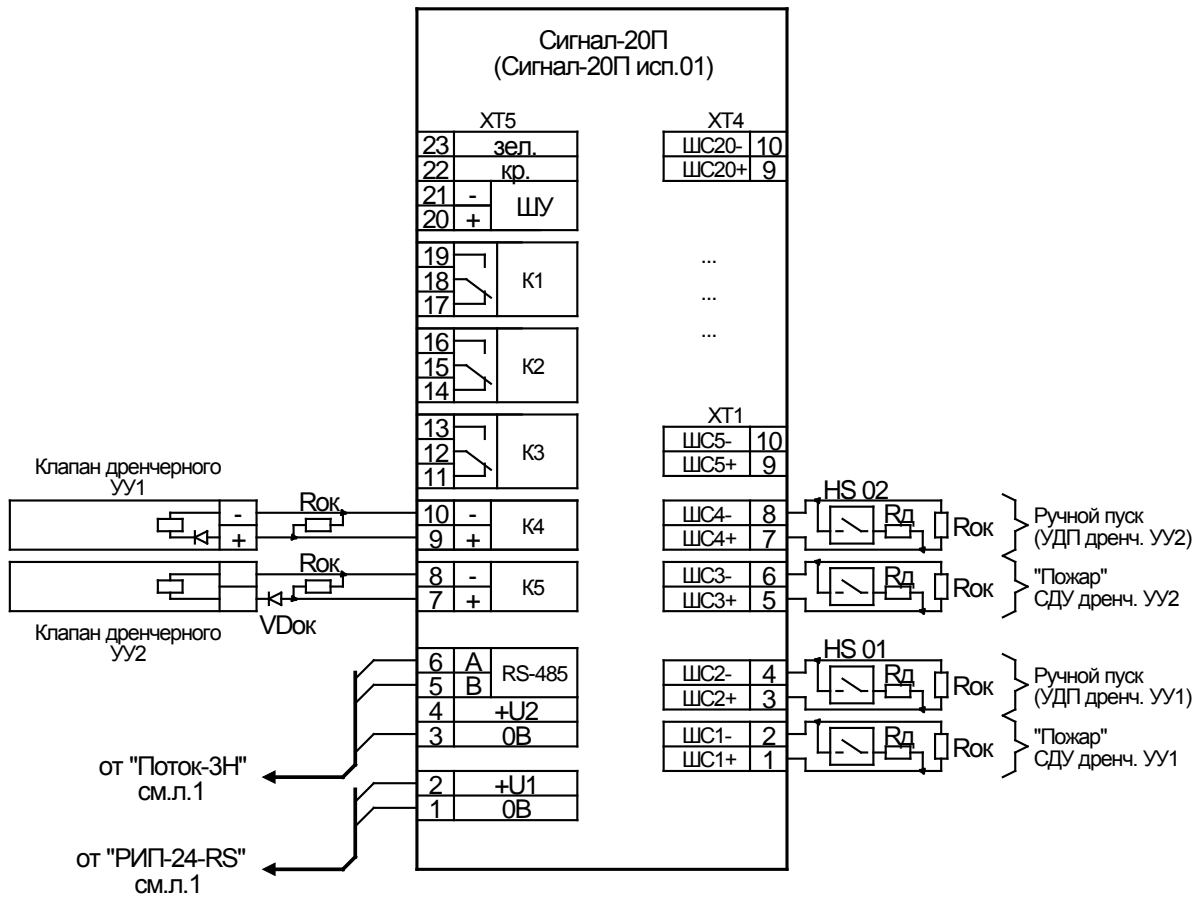 Сигнал-20П
(Сигнал-20П исп.01)
XT5
23 зел.
22 кр.
21 -
20 +
ШУ
19
18
17
К1
16
15
14
К2
13
12
11
К3
10 -
9 +
К4
8 -
7 +
К5
6 A
5 B
RS-485
4 +U2
3 0В
2 +U1
1 0В
XT4
ШС20- 10
ШС20+ 9
...
...
...
XT1
ШС5- 10
ШС5+ 9
ШС4- 8
ШС4+ 7
ШС3- 6
ШС3+ 5
ШС2- 4
ШС2+ 3
ШС1- 2
ШС1+ 1
Клапан дренчерного
УУ1
-
+
Rок
Rок
VDок
Клапан дренчерного
УУ2
от "Поток-3Н"
см.л.1
от "РИП-24-RS"
см.л.1
HS 02
Rд
Rок
Ручной пуск
(УДП дренч. УУ2)
Rд
Rок
"Пожар"
СДУ дренч. УУ2
HS 01
Rд
Rок
Ручной пуск
(УДП дренч. УУ1)
Rд
Rок
"Пожар"
СДУ дренч. УУ1